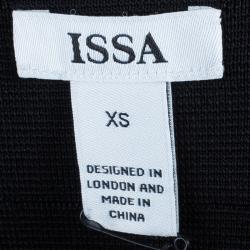 ISSA
XS
DESIGNED IN
LONDON AND
MADE IN
CHINA